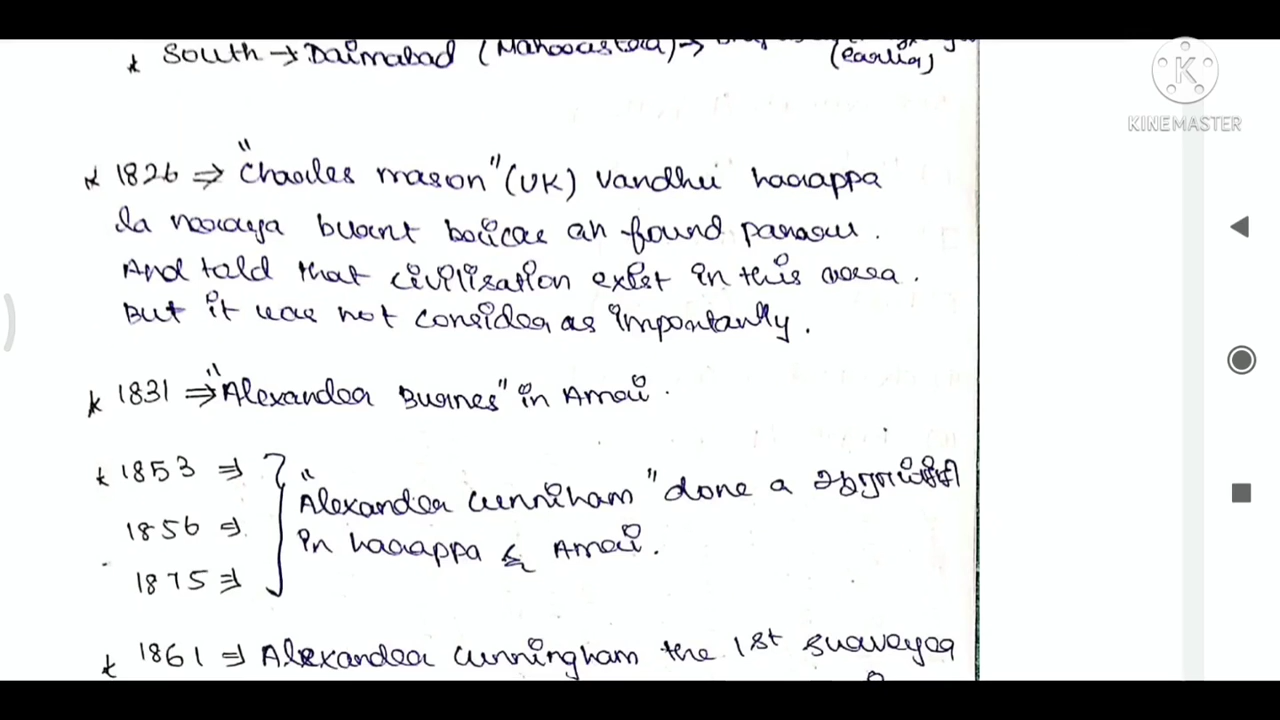 * South → Daimabad (Maharastra) →
(earlier)
KINEMASTER
* 1826 ⇒ "Charles mason" (UK) vandhu harappa
la naraya burnt bricks ah found panaru.
And told that civilization exist in this area.
But it was not consider as importantly.
* 1831 ⇒ "Alexander Burnes" in Amri.
* 1853 ⇒
1856 ⇒
1875 ⇒
"Alexander cunniham" done a ஆராய்ச்சி
in harappa & Amri.
* 1861 ⇒ Alexander cunningham the 1st surveyor